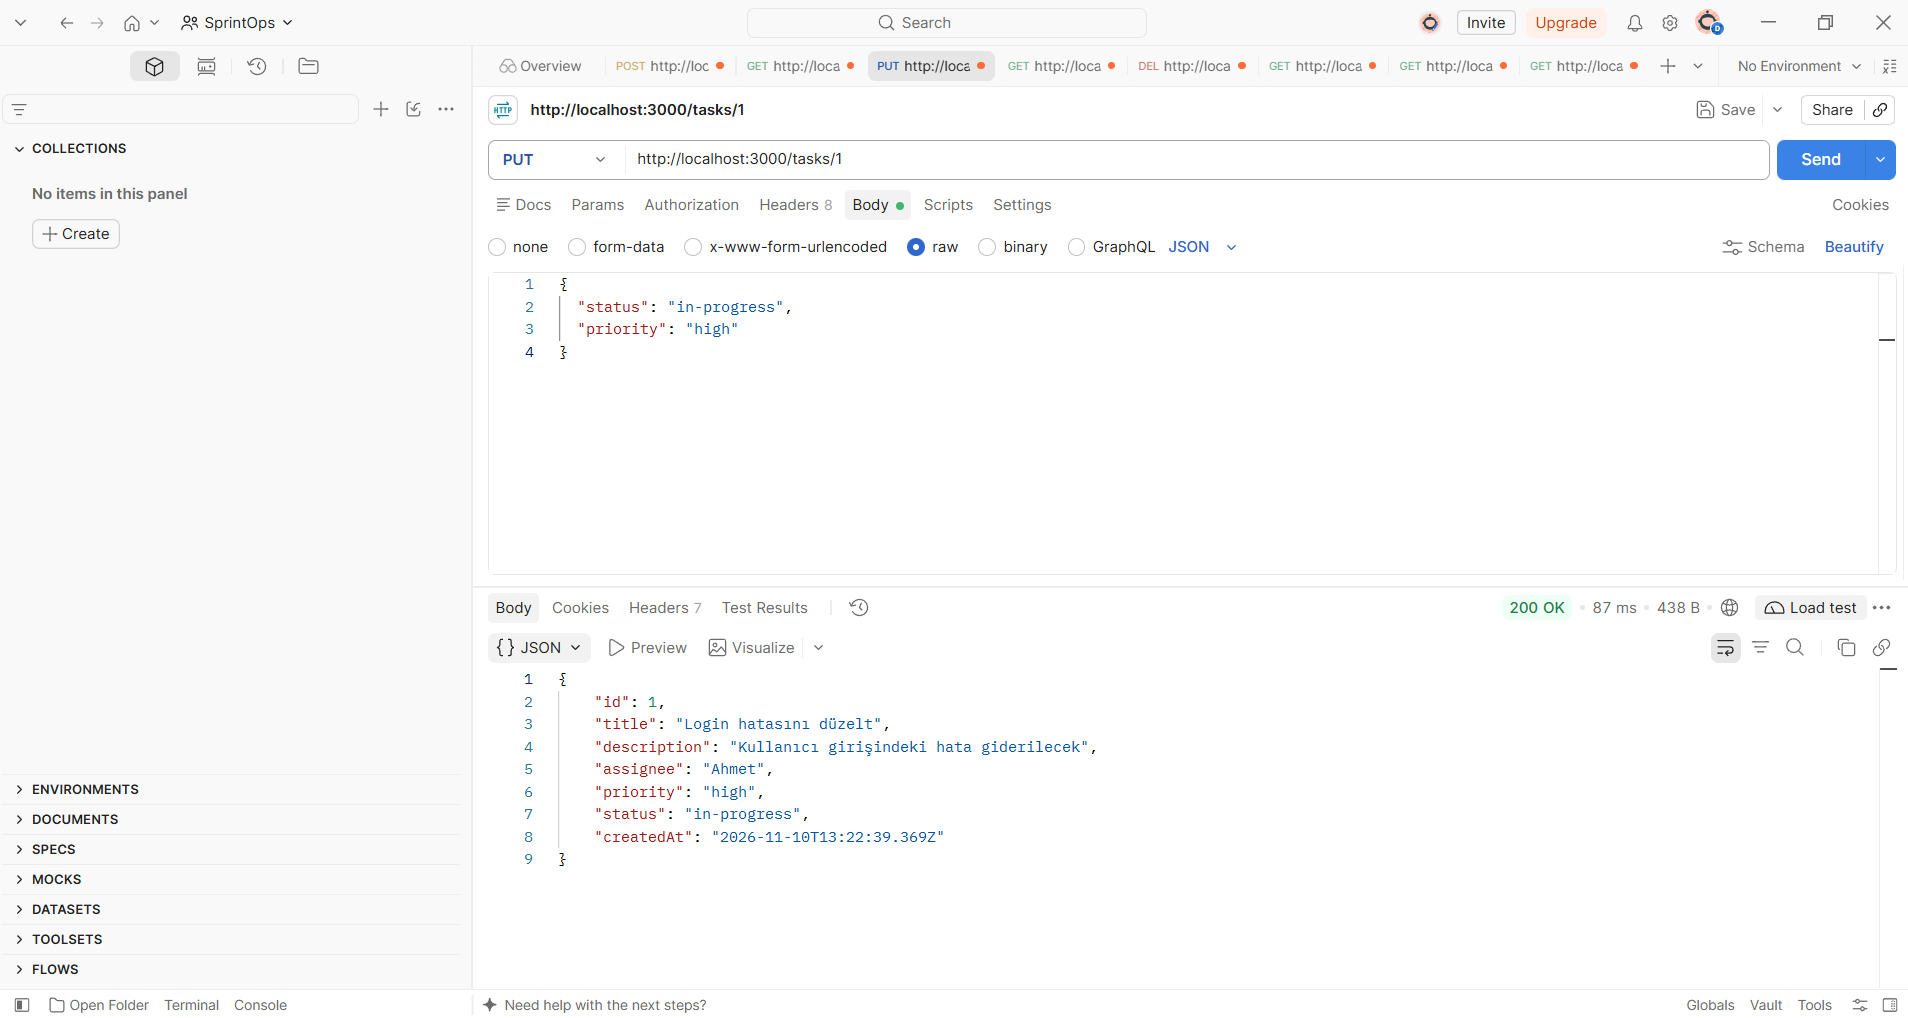 SprintOps
Search
Invite
Upgrade
Overview
POST http://loc
GET http://loca
PUT http://loca
GET http://loca
DEL http://loca
GET http://loca
GET http://loca
GET http://loca
No Environment
HTTP http://localhost:3000/tasks/1
Save
Share
COLLECTIONS
No items in this panel
Create
PUT
http://localhost:3000/tasks/1
Send
Docs
Params
Authorization
Headers 8
Body
Scripts
Settings
Cookies
none
form-data
x-www-form-urlencoded
raw
binary
GraphQL
JSON
Schema
Beautify
1 {
2 "status": "in-progress",
3 "priority": "high"
4 }
Body
Cookies
Headers 7
Test Results
200 OK
87 ms
438 B
Load test
{} JSON
Preview
Visualize
1 {
2 "id": 1,
3 "title": "Login hatasını düzelt",
4 "description": "Kullanıcı girişindeki hata giderilecek",
5 "assignee": "Ahmet",
6 "priority": "high",
7 "status": "in-progress",
8 "createdAt": "2026-11-10T13:22:39.369Z"
9 }
ENVIRONMENTS
DOCUMENTS
SPECS
MOCKS
DATASETS
TOOLSETS
FLOWS
Open Folder
Terminal
Console
Need help with the next steps?
Globals
Vault
Tools